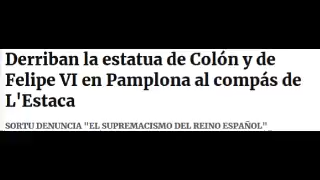 Derriban la estatua de Colón y de
Felipe VI en Pamplona al compás de
L'Estaca
SORTU DENUNCIA "EL SUPREMACISMO DEL REINO ESPAÑOL"